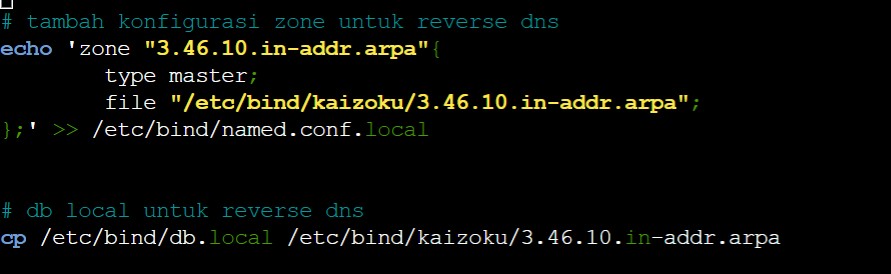 # tambah konfigurasi zone untuk reverse dns
echo 'zone "3.46.10.in-addr.arpa"{
        type master;
        file "/etc/bind/kaizoku/3.46.10.in-addr.arpa";
};' >> /etc/bind/named.conf.local
# db local untuk reverse dns
cp /etc/bind/db.local /etc/bind/kaizoku/3.46.10.in-addr.arpa